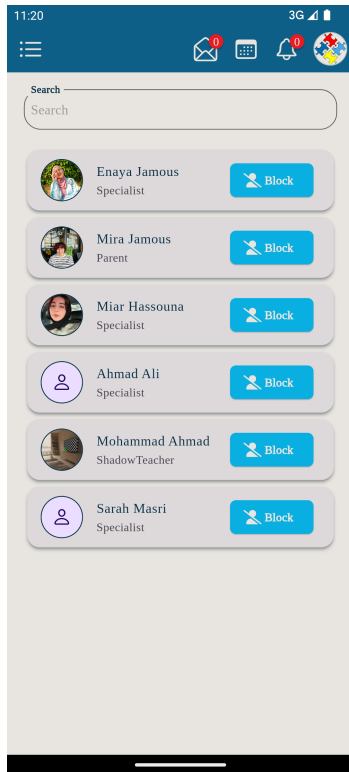 11:20
3G
0
0
Search
Search
Enaya Jamous
Specialist
Block
Mira Jamous
Parent
Block
Miar Hassouna
Specialist
Block
Ahmad Ali
Specialist
Block
Mohammad Ahmad
ShadowTeacher
Block
Sarah Masri
Specialist
Block